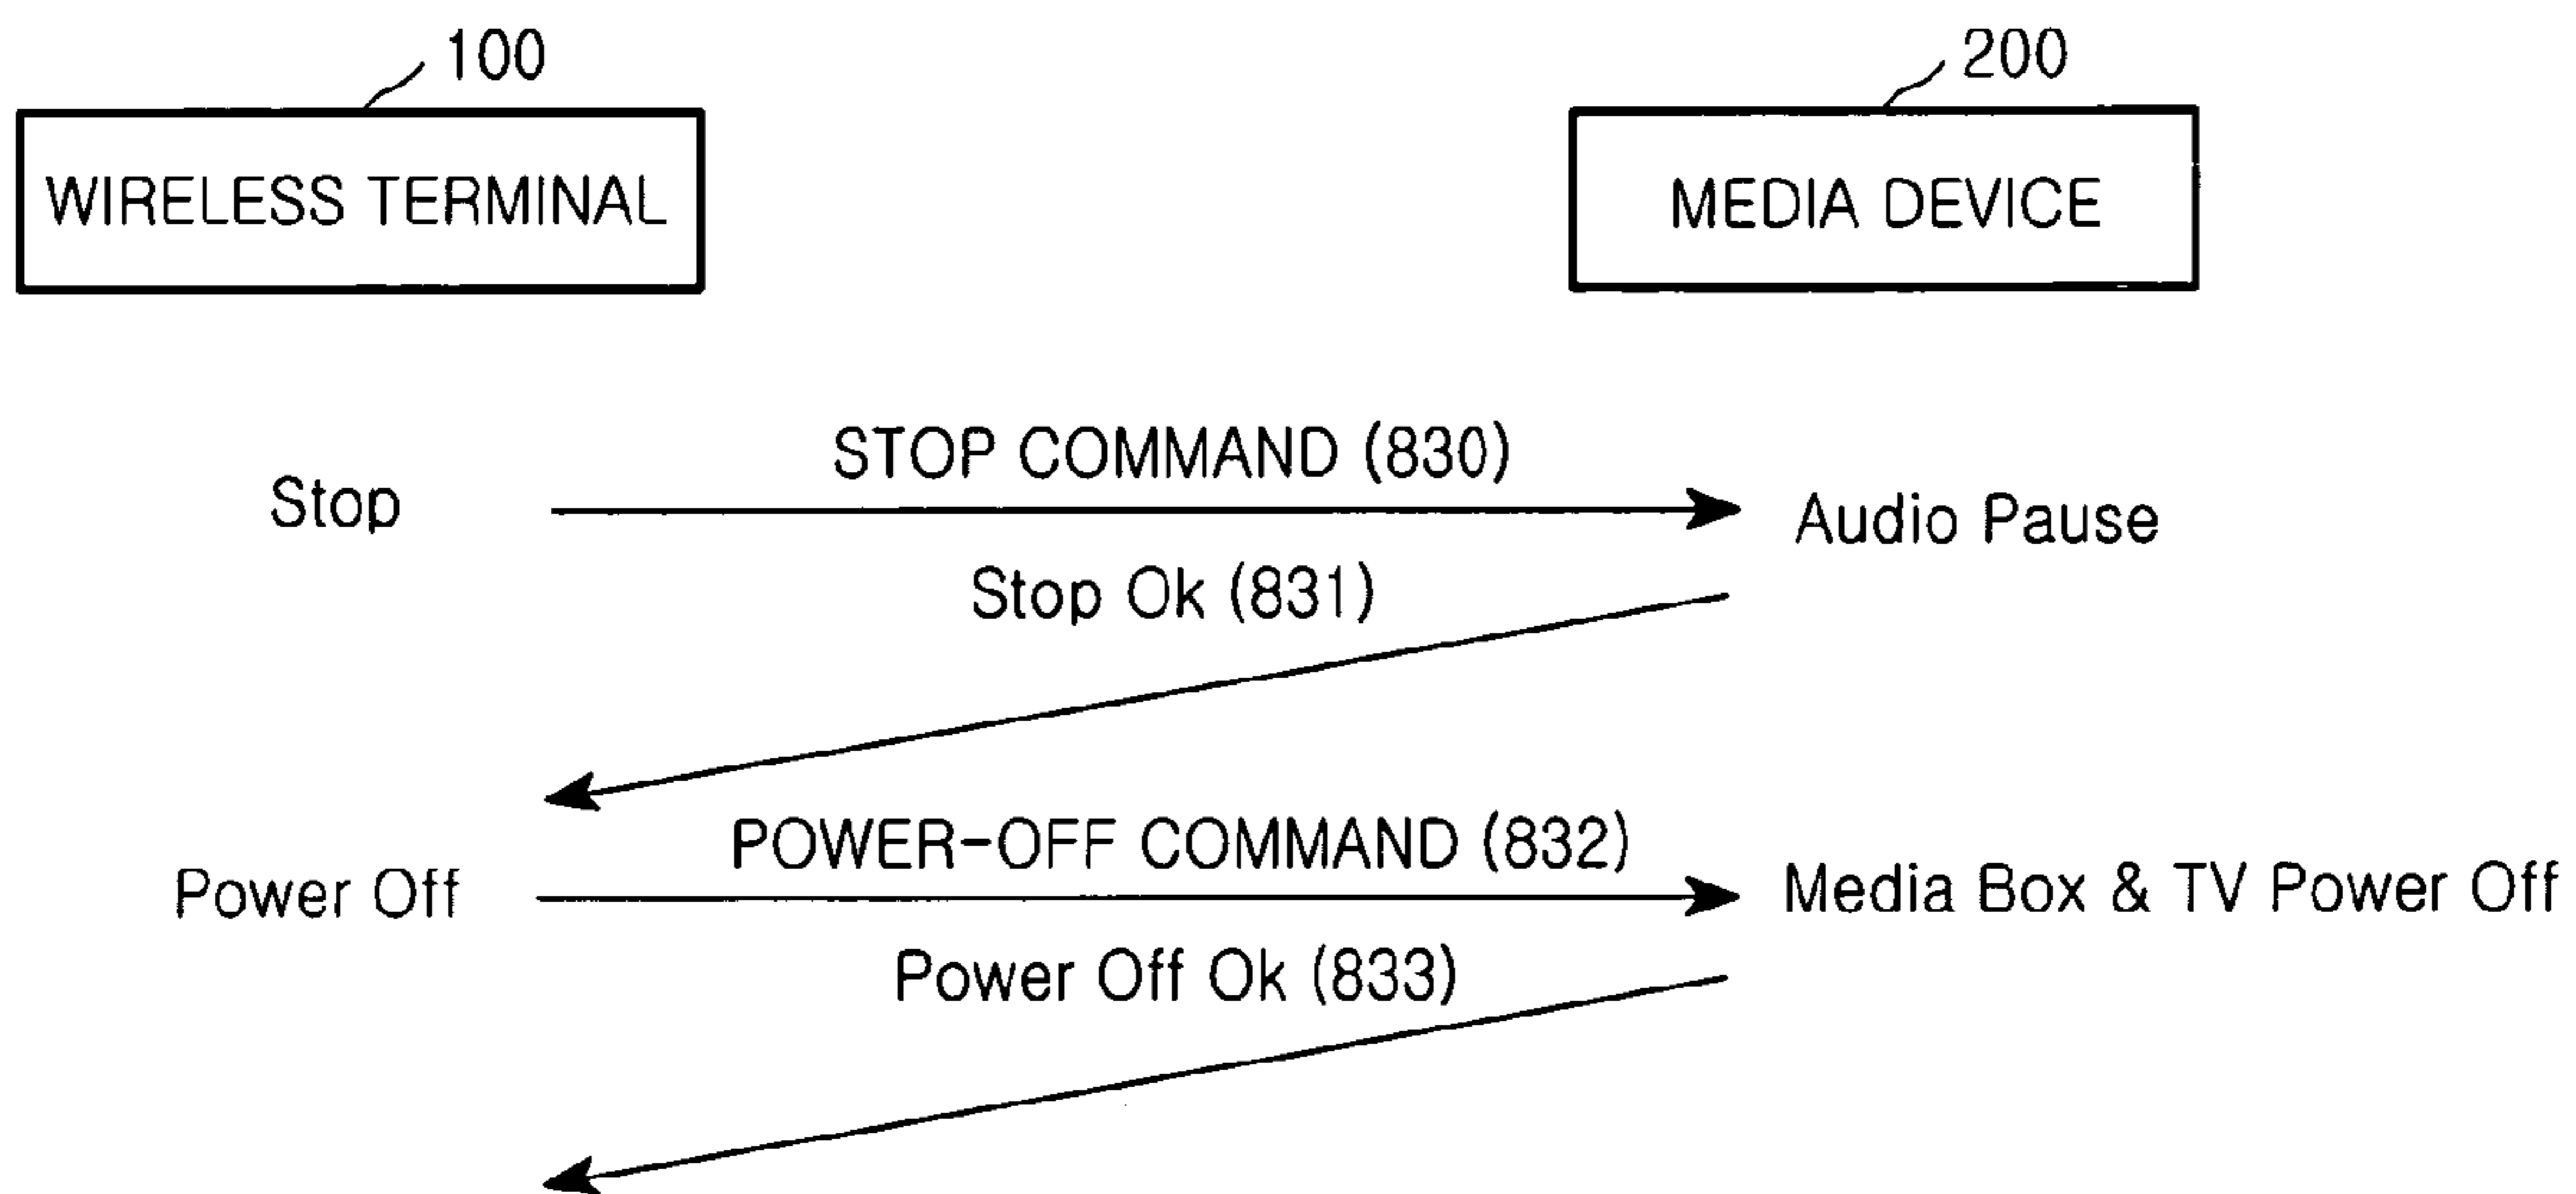 100
200
WIRELESS TERMINAL
MEDIA DEVICE
STOP COMMAND (830)
Stop
Audio Pause
Stop Ok (831)
POWER-OFF COMMAND (832)
Power Off
Media Box & TV Power Off
Power Off Ok (833)